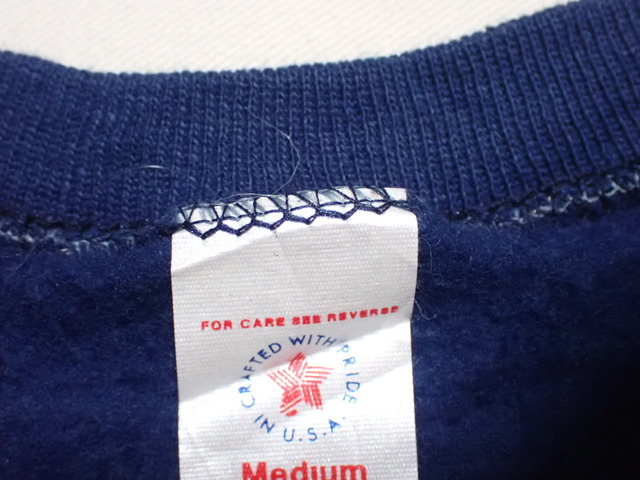 FOR CARE SEE REVERSE
CRAFTED WITH PRIDE
IN U.S.A.
Medium